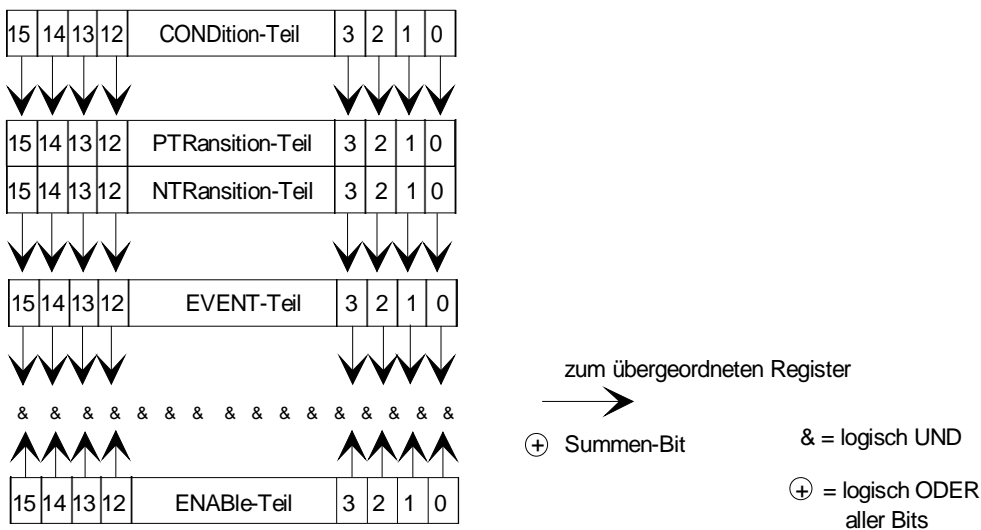 15 14 13 12 CONDition-Teil 3 2 1 0
15 14 13 12 PTRansition-Teil 3 2 1 0
15 14 13 12 NTRansition-Teil 3 2 1 0
15 14 13 12 EVENT-Teil 3 2 1 0
zum übergeordneten Register
& & & & & & & & & & & & & & & &
Summen-Bit
& = logisch UND
15 14 13 12 ENABle-Teil 3 2 1 0
+ = logisch ODER
aller Bits